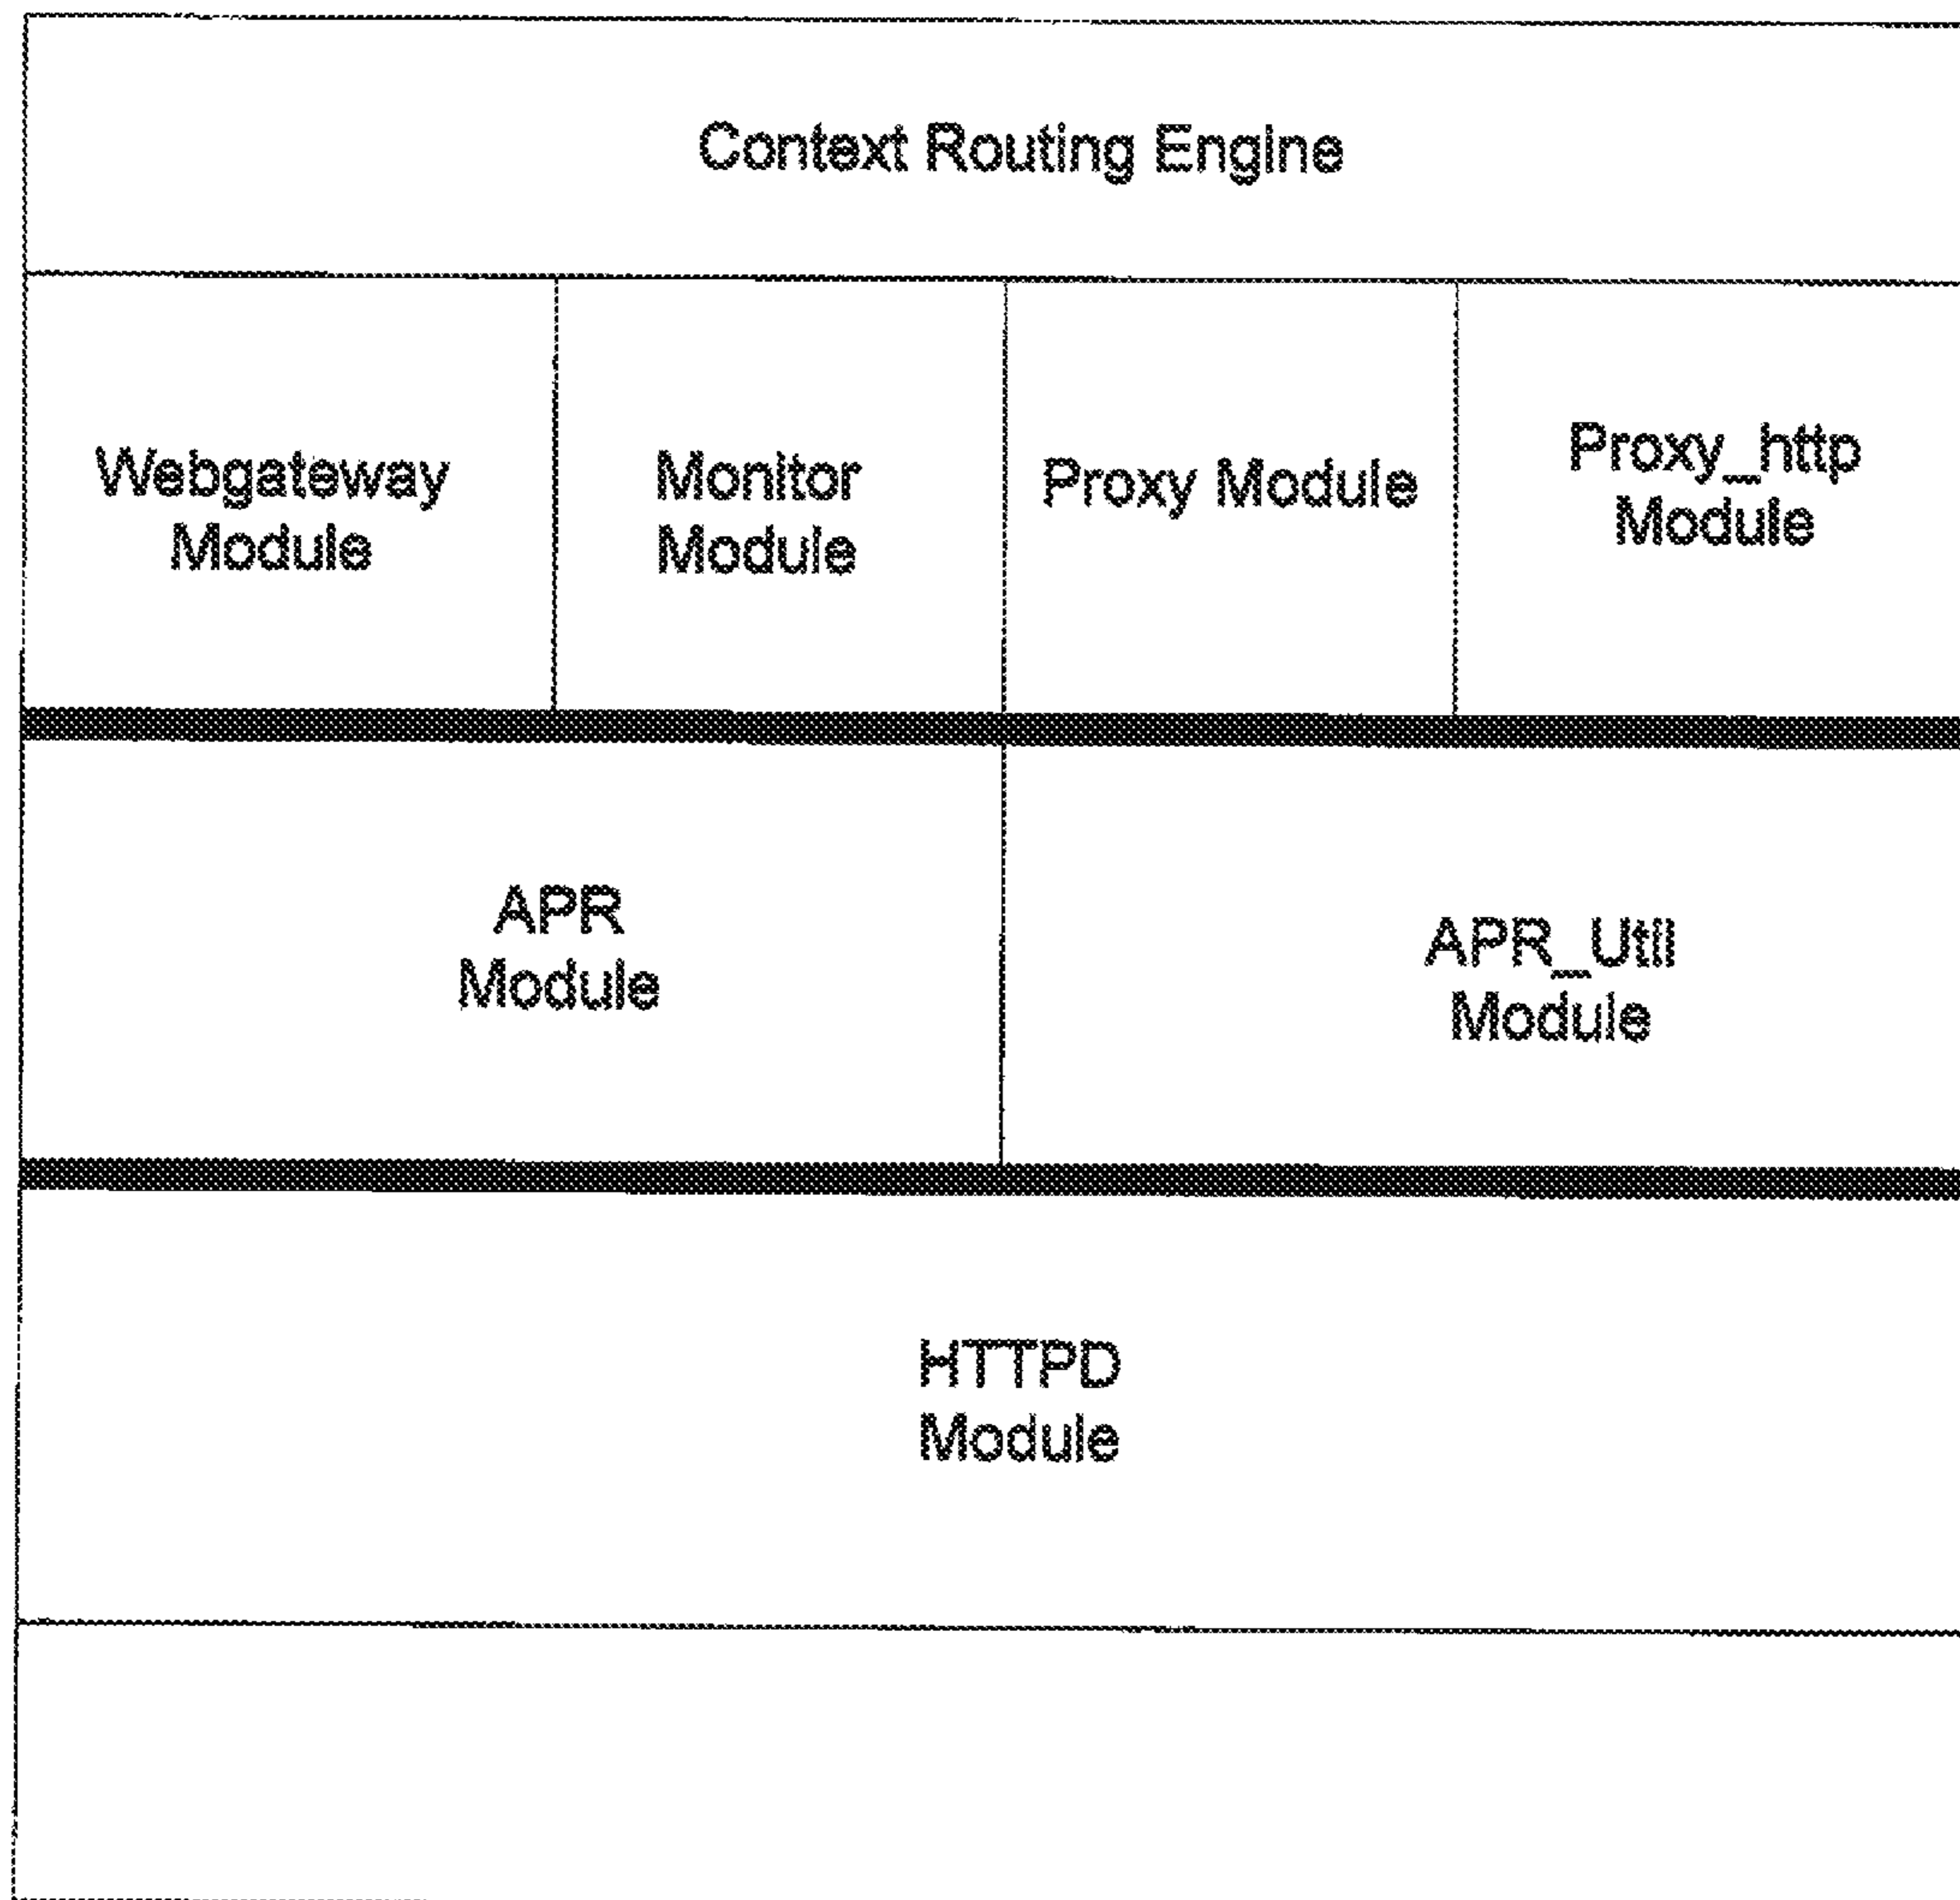 Context Routing Engine
Webgateway
Module
Monitor
Module
Proxy Module
Proxy_http
Module
APR
Module
APR_Util
Module
HTTPD
Module